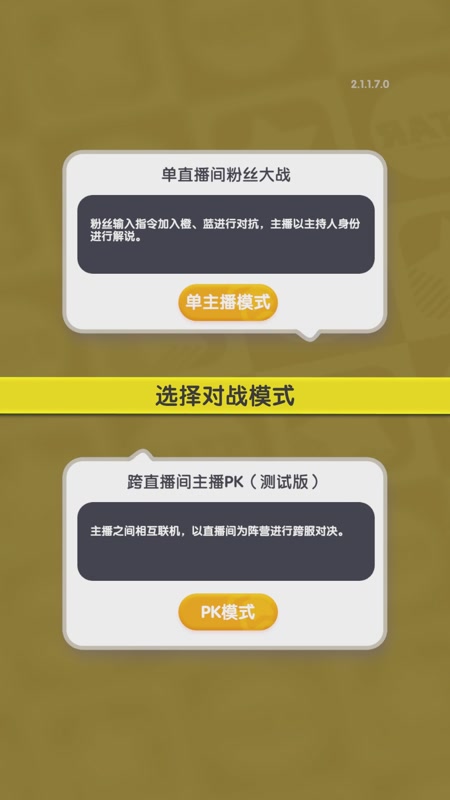 2.1.1.7.0
单直播间粉丝大战
粉丝输入指令加入橙、蓝进行对抗，主播以主持人身份
进行解说。
单主播模式
选择对战模式
跨直播间主播PK（测试版）
主播之间相互联机，以直播间为阵营进行跨服对决。
PK模式